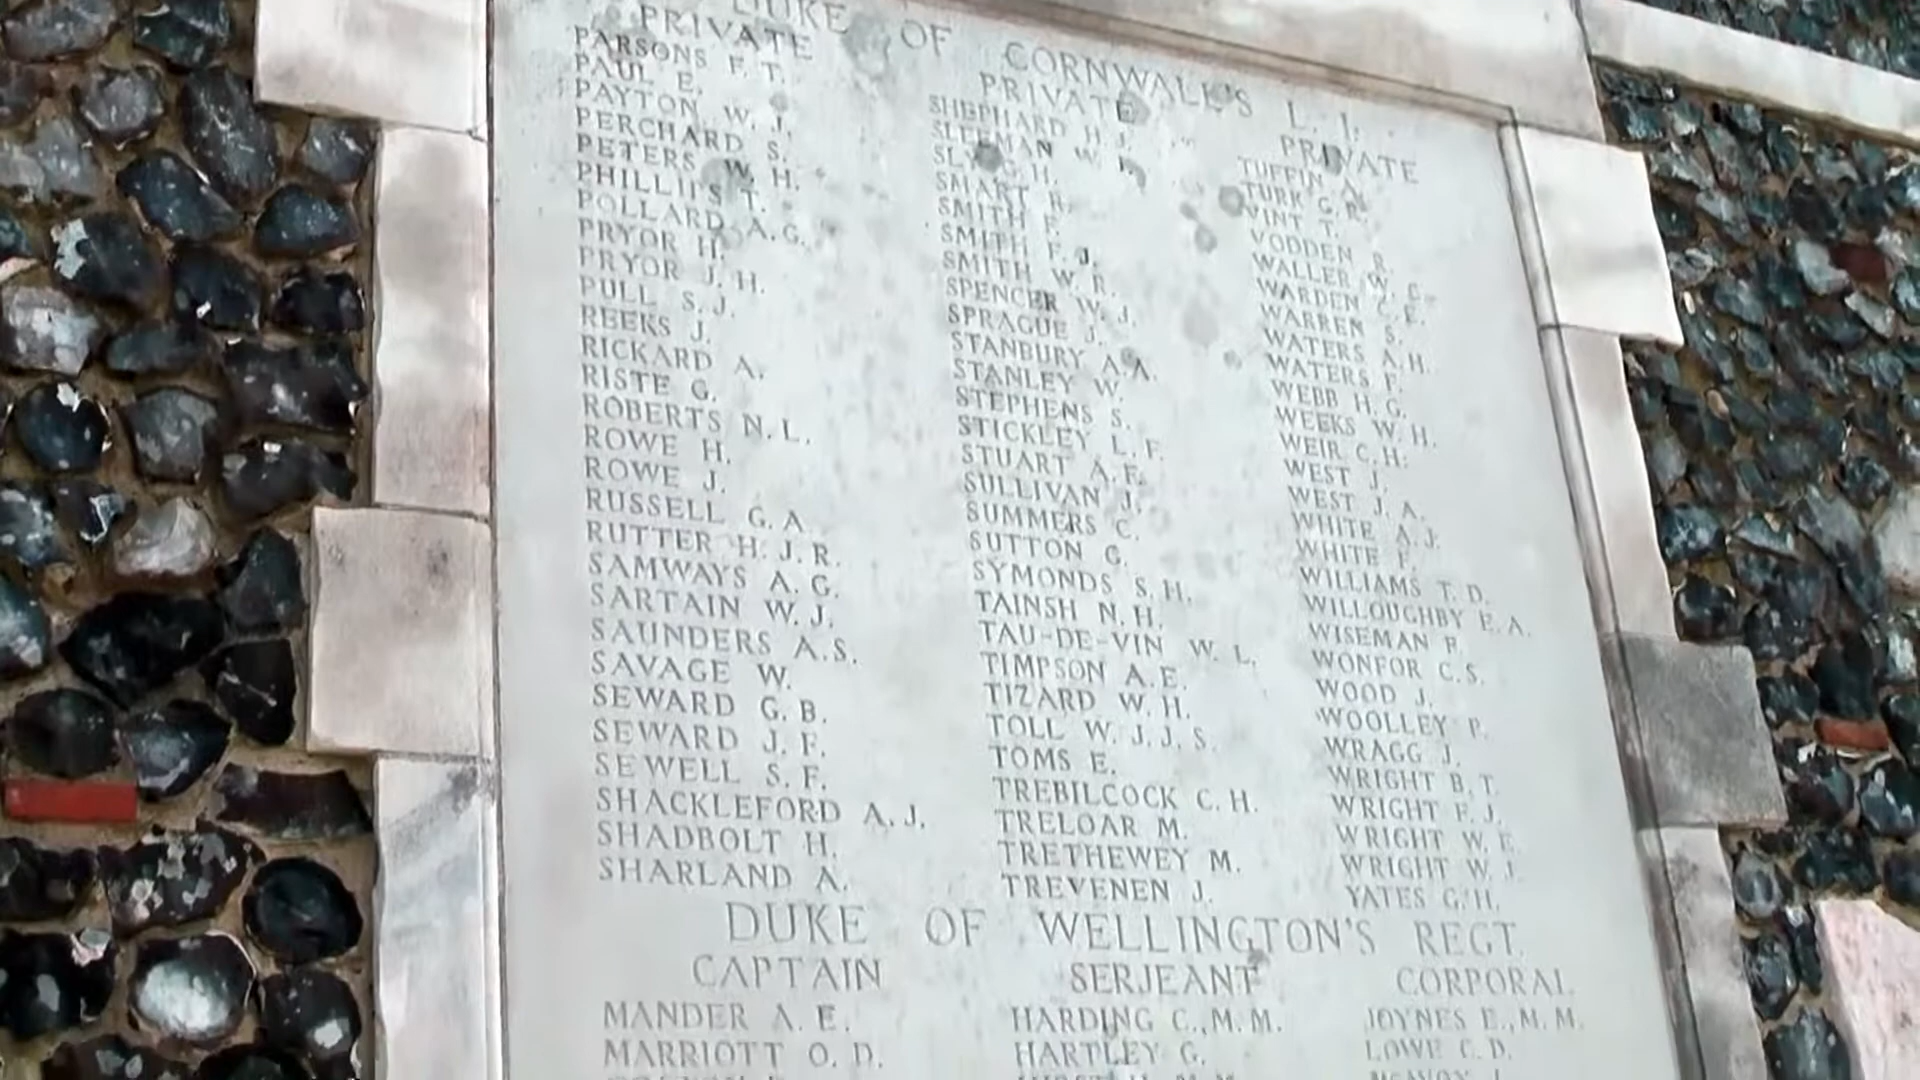 DUKE OF CORNWALL'S L. I.
PRIVATE
PARSONS F. T.
PAUL E.
PAYTON W. J.
PERCHARD S.
PETERS W. H.
PHILLIPS T.
POLLARD A. G.
PRYOR H.
PRYOR J. H.
PULL S. J.
REEKS J.
RICKARD A.
RISTE G.
ROBERTS N. L.
ROWE H.
ROWE J.
RUSSELL G. A.
RUTTER H. J. R.
SAMWAYS A. G.
SARTAIN W. J.
SAUNDERS A. S.
SAVAGE W.
SEWARD G. B.
SEWARD J. F.
SEWELL S. F.
SHACKLEFORD A. J.
SHADBOLT H.
SHARLAND A.
PRIVATE
SHEPHARD H. J.
SLEEMAN W.
SLY G. H.
SMART R.
SMITH F.
SMITH F. J.
SMITH W. R.
SPENCER W. J.
SPRAGUE J.
STANBURY A. A.
STANLEY W.
STEPHENS S.
STICKLEY L. F.
STUART A. E.
SULLIVAN J.
SUMMERS C.
SUTTON G.
SYMONDS S. H.
TAINSH N. H.
TAU-DE-VIN W. L.
TIMPSON A. E.
TIZARD W. H.
TOLL W. J. J. S.
TOMS E.
TREBILCOCK C. H.
TRELOAR M.
TRETHEWEY M.
TREVENEN J.
PRIVATE
TUFFIN A.
TURK G. R.
VINT T.
VODDEN R.
WALLER W. C.
WARDEN C. E.
WARREN S.
WATERS A. H.
WATERS F.
WEBB H. G.
WEEKS W. H.
WEIR C. H.
WEST J.
WEST J. A.
WHITE A. J.
WHITE F.
WILLIAMS T. D.
WILLOUGHBY E. A.
WISEMAN F.
WONFOR C. S.
WOOD J.
WOOLLEY P.
WRAGG J.
WRIGHT B. T.
WRIGHT F. J.
WRIGHT W. E.
WRIGHT W. J.
YATES G. H.
DUKE OF WELLINGTON'S REGT.
CAPTAIN
MANDER A. E.
MARRIOTT O. D.
SERJEANT
HARDING C., M. M.
HARTLEY G.
CORPORAL
JOYNES E., M. M.
LOWE C. D.